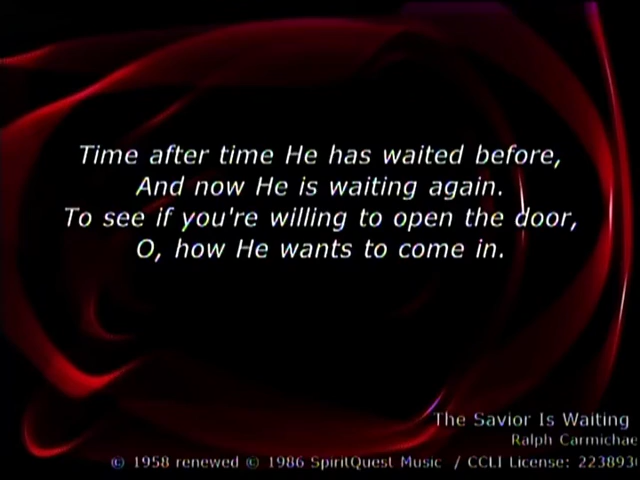 Time after time He has waited before,
And now He is waiting again.
To see if you're willing to open the door,
O, how He wants to come in.
The Savior Is Waiting
Ralph Carmichae
© 1958 renewed © 1986 SpiritQuest Music / CCLI License: 223893